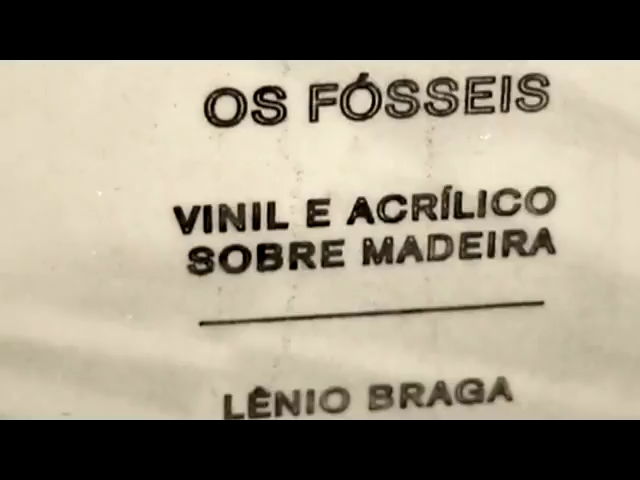 OS FÓSSEIS
VINIL E ACRÍLICO
SOBRE MADEIRA
LÊNIO BRAGA